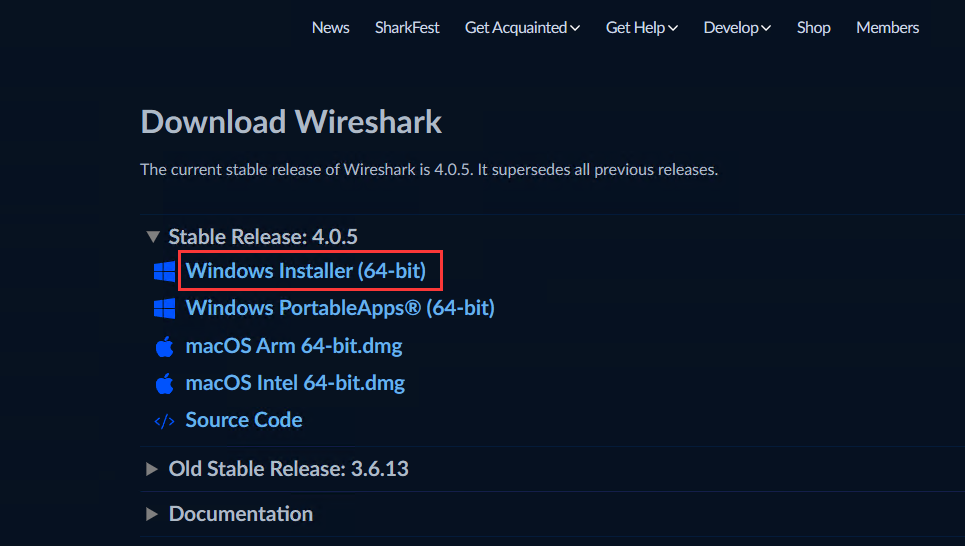 News SharkFest Get Acquainted Get Help Develop Shop Members
Download Wireshark
The current stable release of Wireshark is 4.0.5. It supersedes all previous releases.
Stable Release: 4.0.5
Windows Installer (64-bit)
Windows PortableApps® (64-bit)
macOS Arm 64-bit.dmg
macOS Intel 64-bit.dmg
</> Source Code
Old Stable Release: 3.6.13
Documentation